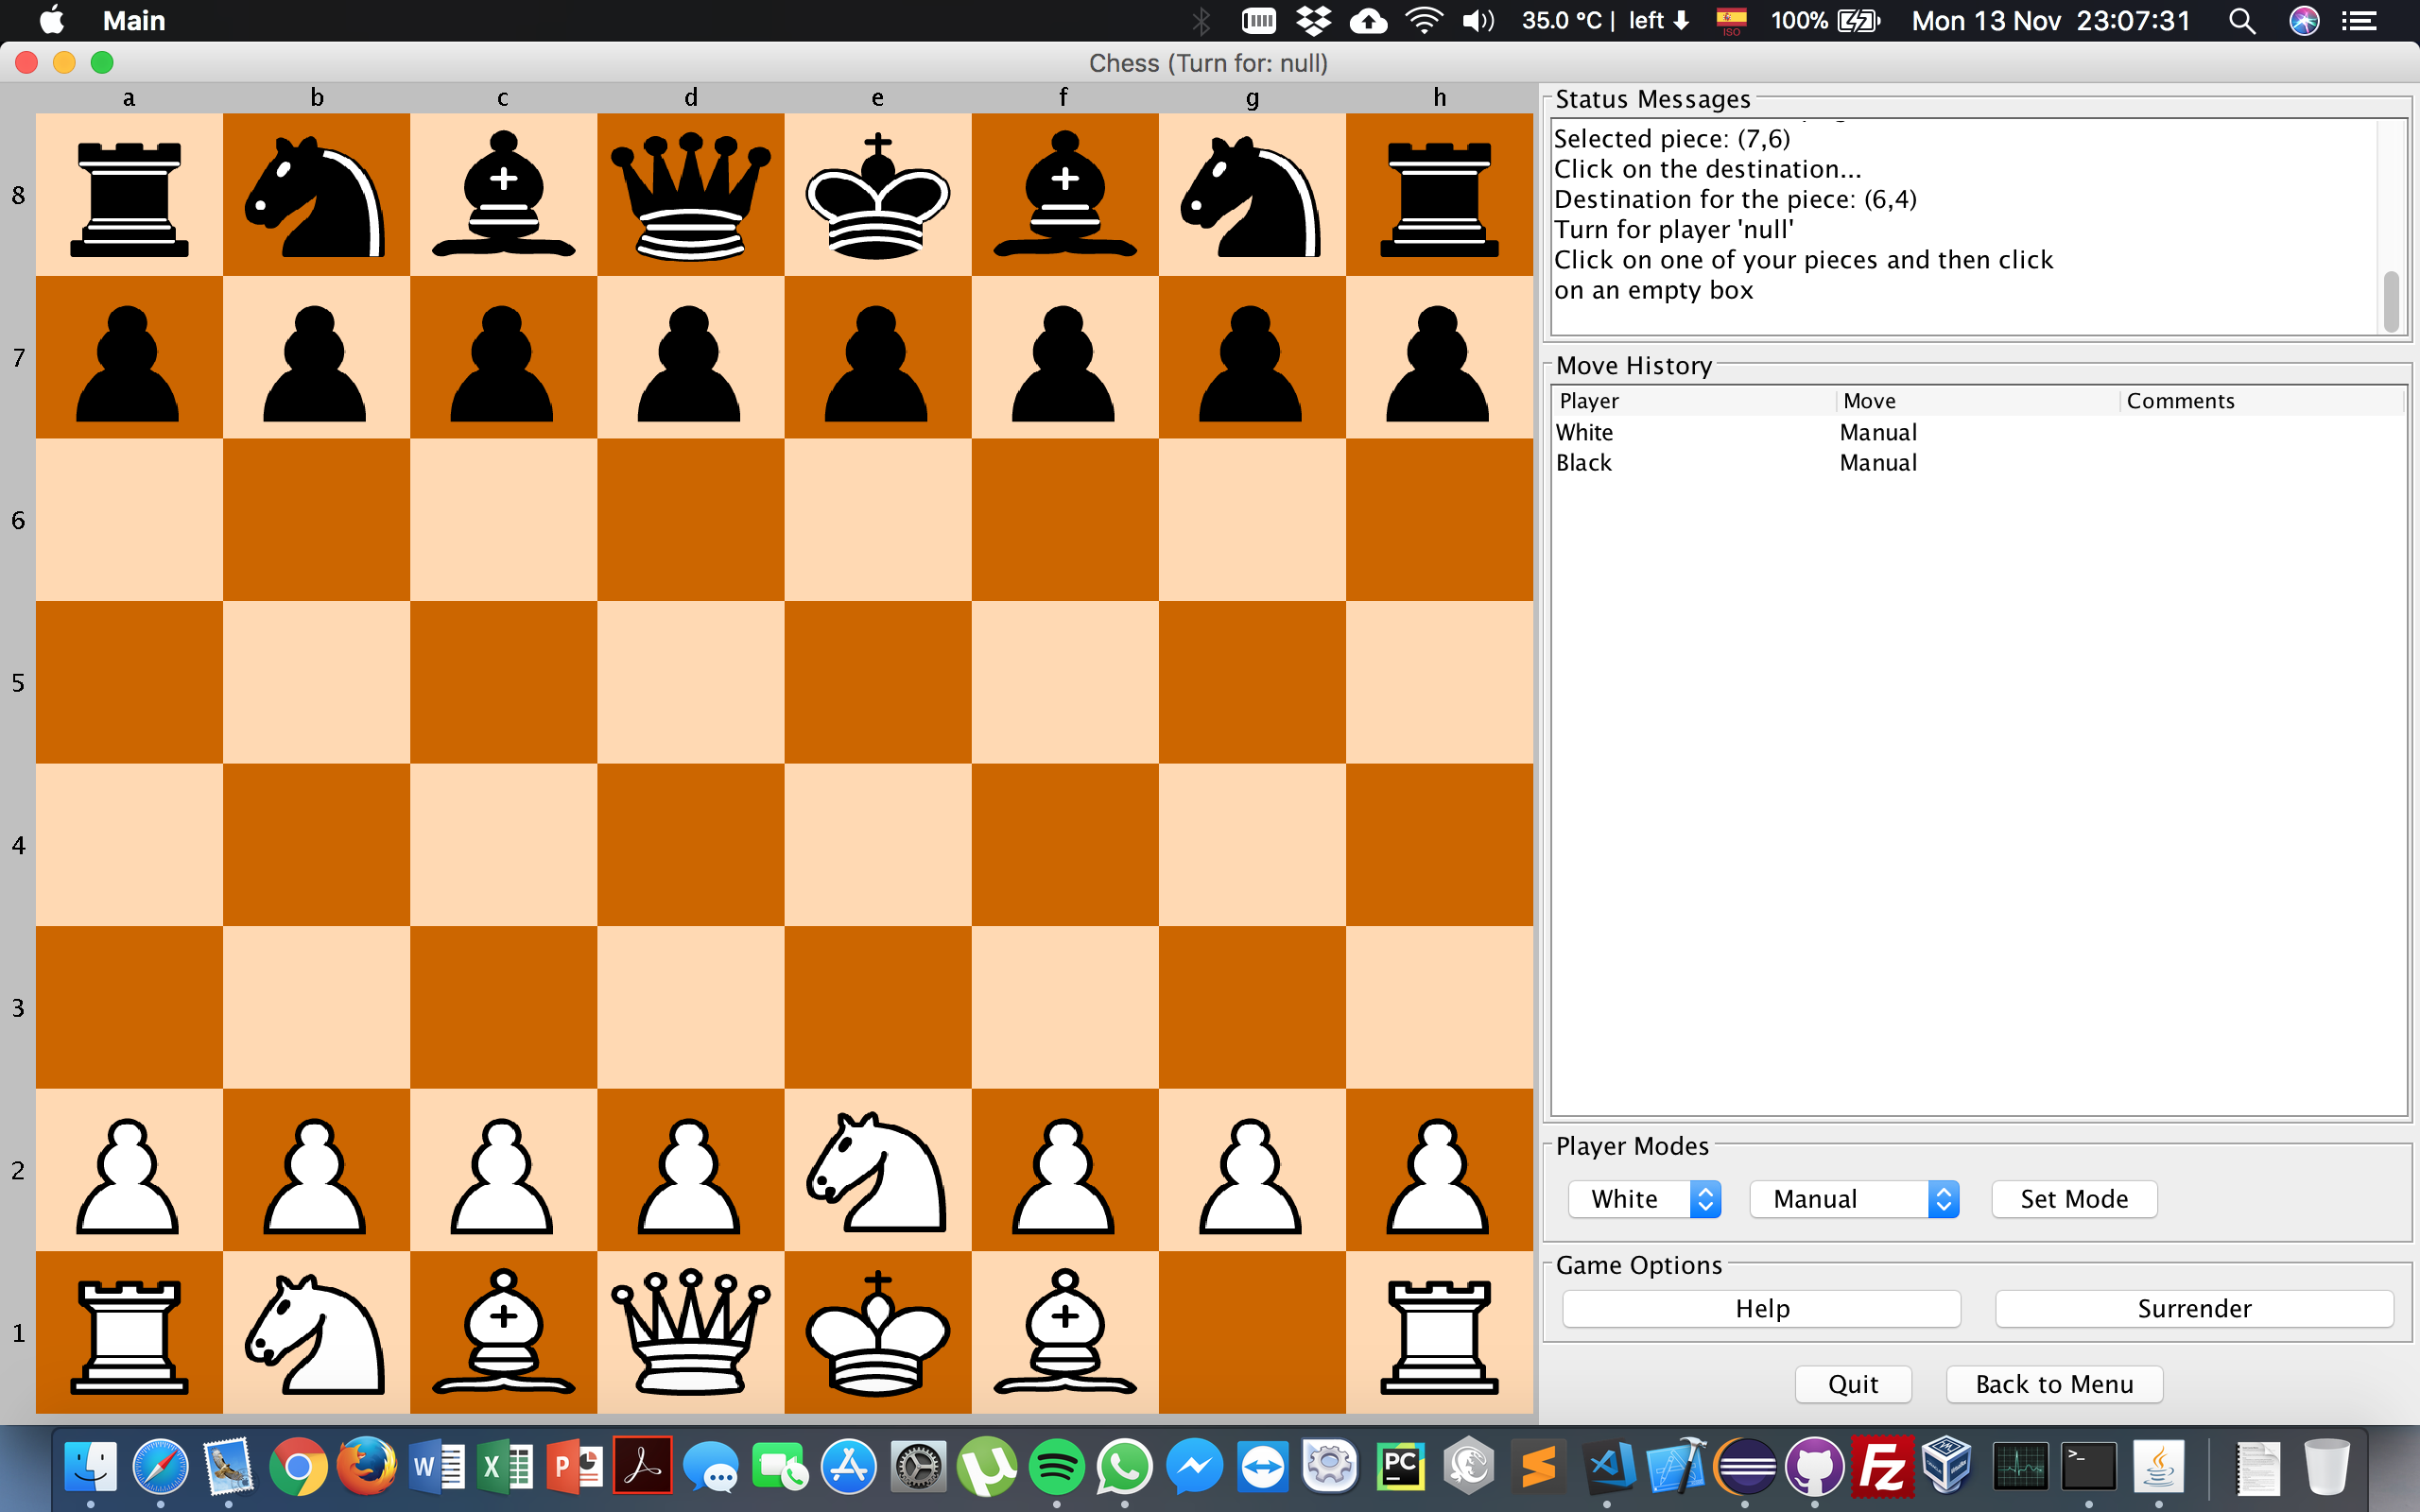 Main
35.0 °C | left ⬇ ISO 100% Mon 13 Nov 23:07:31
Chess (Turn for: null)
a b c d e f g h
8
7
6
5
4
3
2
1
Status Messages
Selected piece: (7,6)
Click on the destination...
Destination for the piece: (6,4)
Turn for player 'null'
Click on one of your pieces and then click
on an empty box
Move History
Player Move Comments
White Manual
Black Manual
Player Modes
White Manual Set Mode
Game Options
Help Surrender
Quit Back to Menu
W X P PC Fz >_